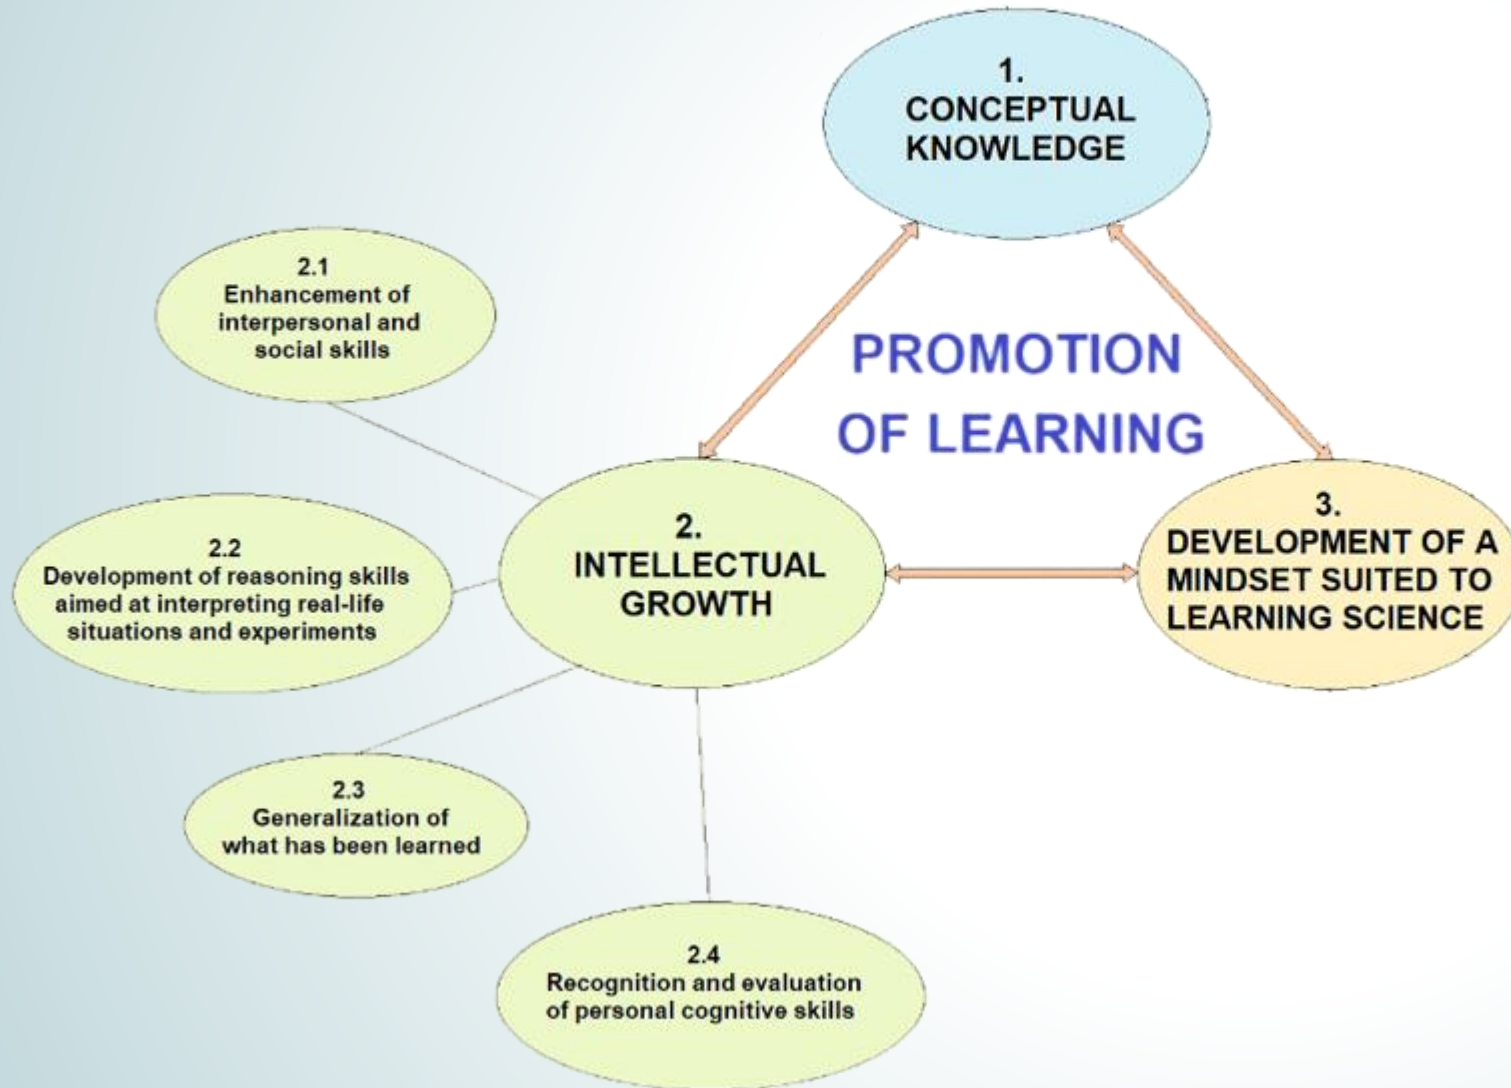 1.
CONCEPTUAL
KNOWLEDGE
PROMOTION
OF LEARNING
2.
INTELLECTUAL
GROWTH
3.
DEVELOPMENT OF A
MINDSET SUITED TO
LEARNING SCIENCE
2.1
Enhancement of
interpersonal and
social skills
2.2
Development of reasoning skills
aimed at interpreting real-life
situations and experiments
2.3
Generalization of
what has been learned
2.4
Recognition and evaluation
of personal cognitive skills